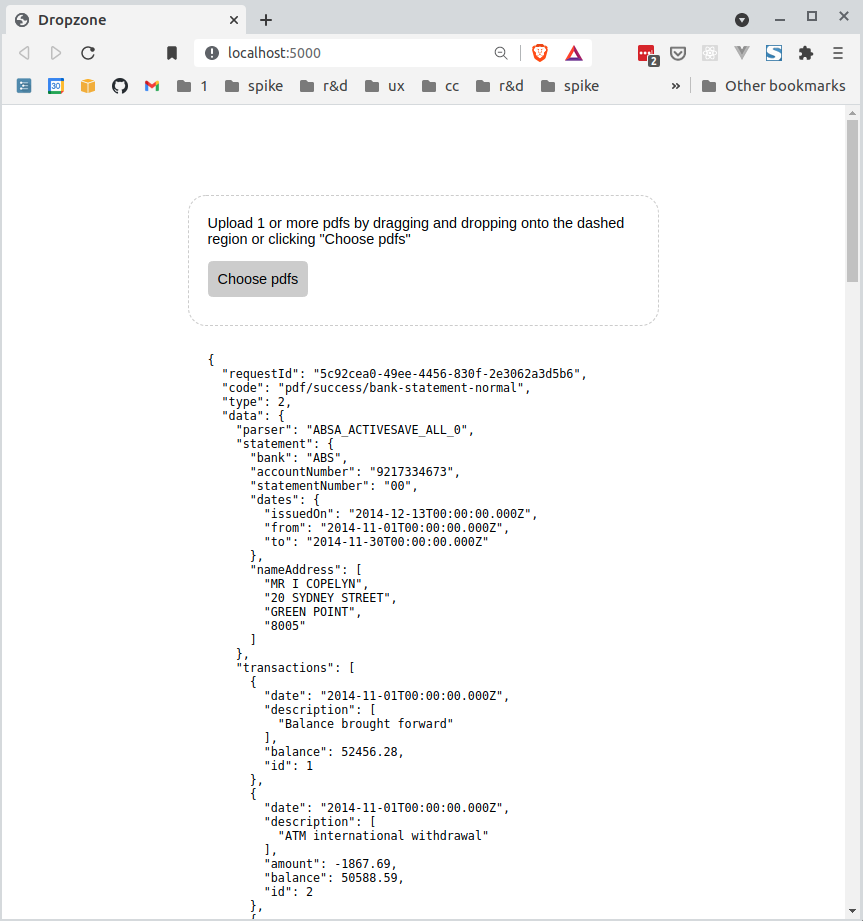 Dropzone
localhost:5000
2
30
1 spike r&d ux cc r&d spike » Other bookmarks
Upload 1 or more pdfs by dragging and dropping onto the dashed
region or clicking "Choose pdfs"
Choose pdfs
{
"requestId": "5c92cea0-49ee-4456-830f-2e3062a3d5b6",
"code": "pdf/success/bank-statement-normal",
"type": 2,
"data": {
"parser": "ABSA_ACTIVESAVE_ALL_0",
"statement": {
"bank": "ABS",
"accountNumber": "9217334673",
"statementNumber": "00",
"dates": {
"issuedOn": "2014-12-13T00:00:00.000Z",
"from": "2014-11-01T00:00:00.000Z",
"to": "2014-11-30T00:00:00.000Z"
},
"nameAddress": [
"MR I COPELYN",
"20 SYDNEY STREET",
"GREEN POINT",
"8005"
]
},
"transactions": [
{
"date": "2014-11-01T00:00:00.000Z",
"description": [
"Balance brought forward"
],
"balance": 52456.28,
"id": 1
},
{
"date": "2014-11-01T00:00:00.000Z",
"description": [
"ATM international withdrawal"
],
"amount": -1867.69,
"balance": 50588.59,
"id": 2
},
{